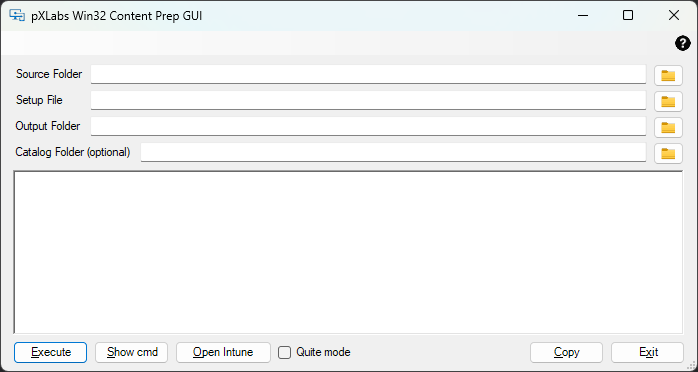 pXLabs Win32 Content Prep GUI
?
Source Folder
Setup File
Output Folder
Catalog Folder (optional)
Execute Show cmd Open Intune Quite mode Copy Exit